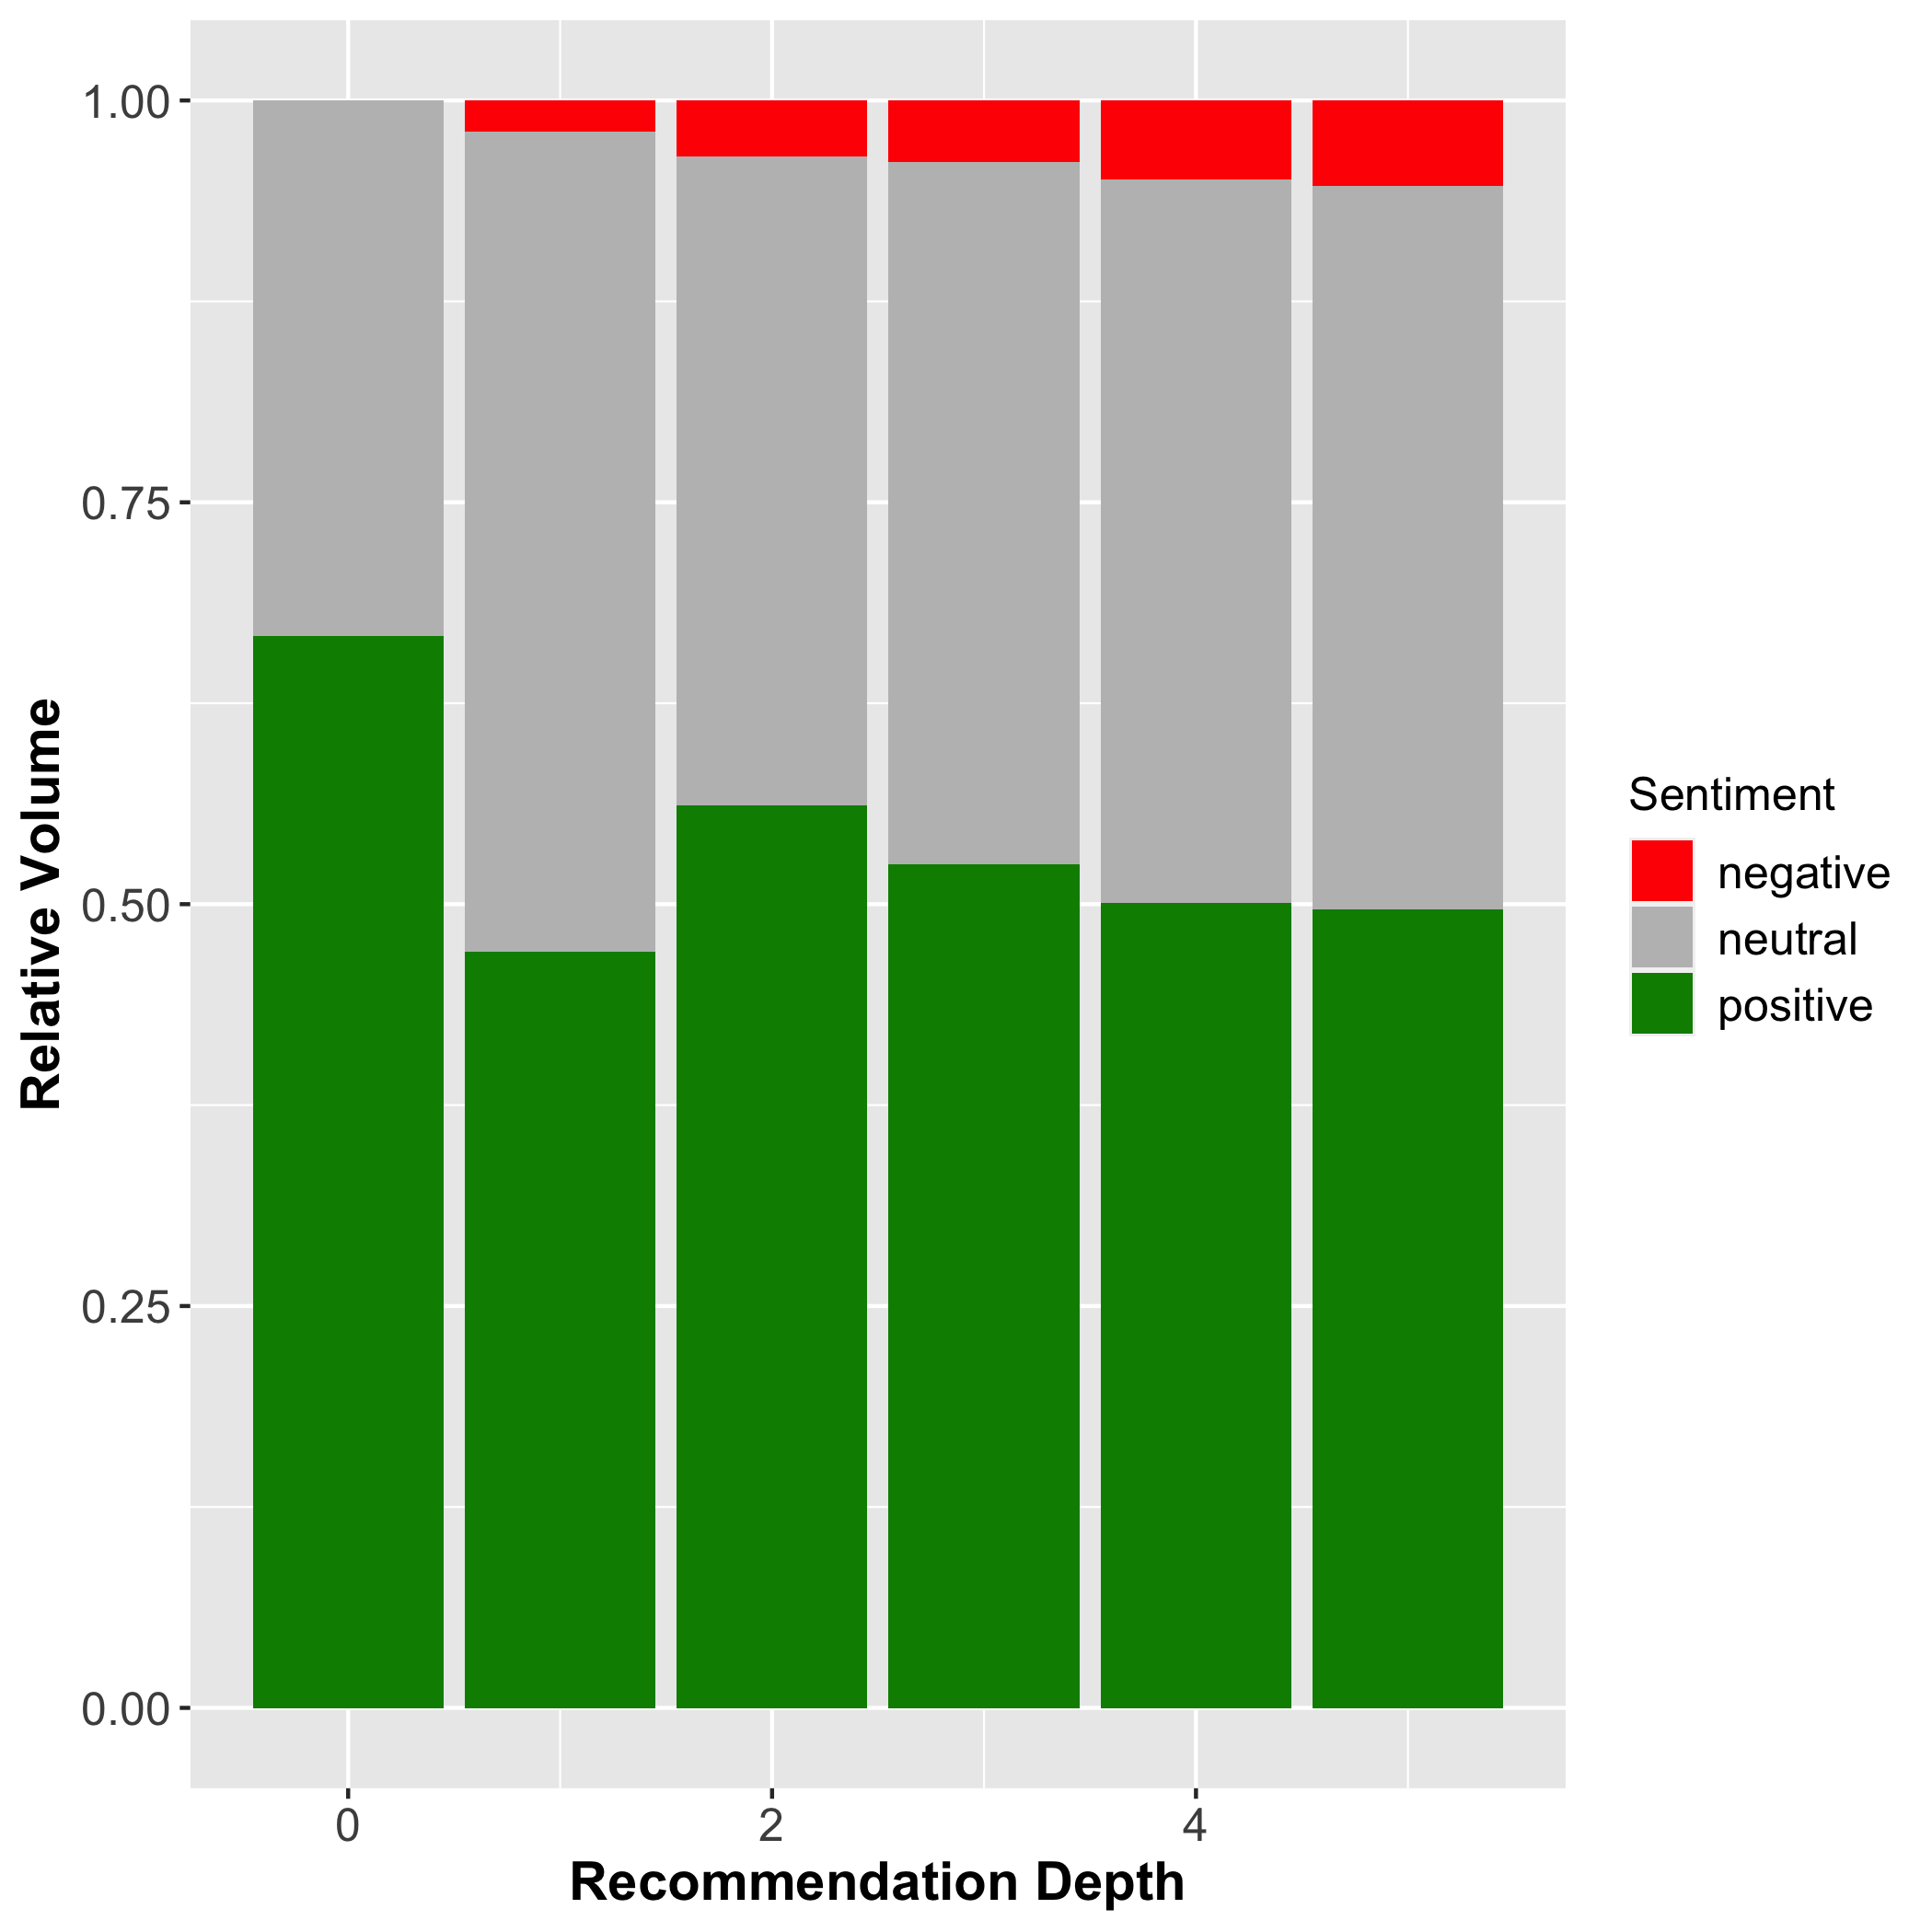 1.00
0.75
0.50
0.25
0.00
Relative Volume
0
2
4
Recommendation Depth
Sentiment
negative
neutral
positive